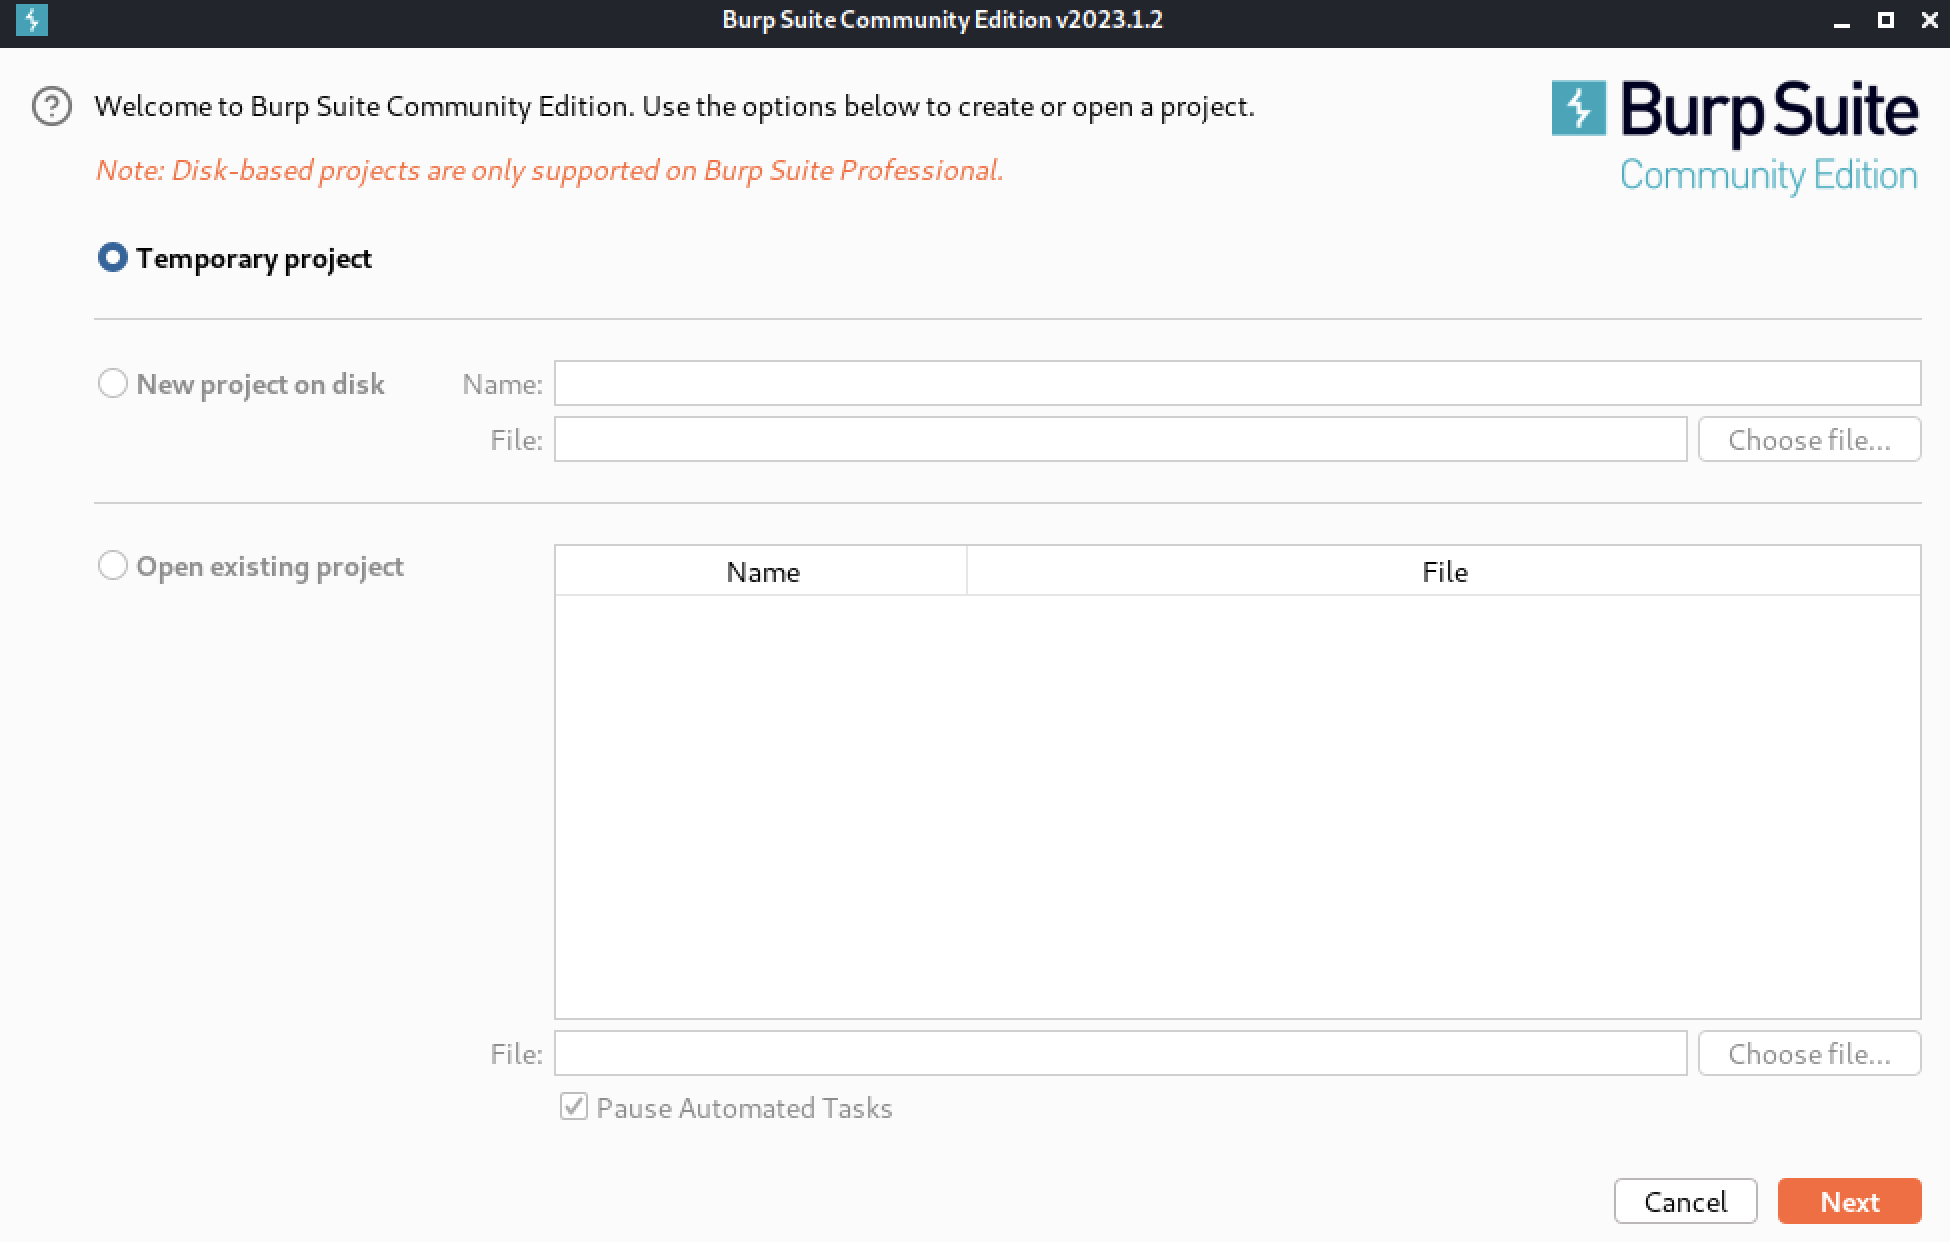 Burp Suite Community Edition v2023.1.2
Welcome to Burp Suite Community Edition. Use the options below to create or open a project.
Burp Suite
Community Edition
Note: Disk-based projects are only supported on Burp Suite Professional.
Temporary project
New project on disk Name:
File: Choose file...
Open existing project Name File
File: Choose file...
Pause Automated Tasks
Cancel Next